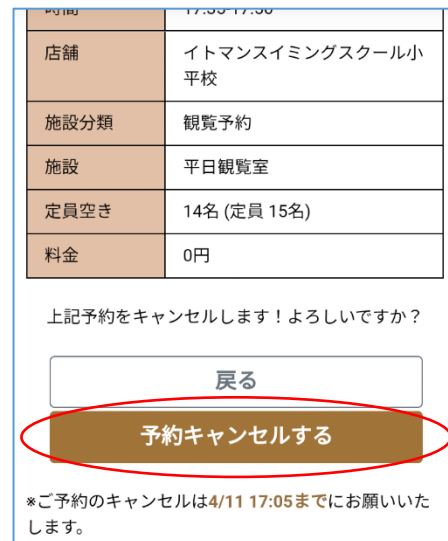 店舗 イトマンスイミングスクール小
平校
施設分類 観覧予約
施設 平日観覧室
定員空き 14名 (定員 15名)
料金 0円
上記予約をキャンセルします！よろしいですか？
戻る
予約キャンセルする
*ご予約のキャンセルは4/11 17:05までにお願いいた
します。